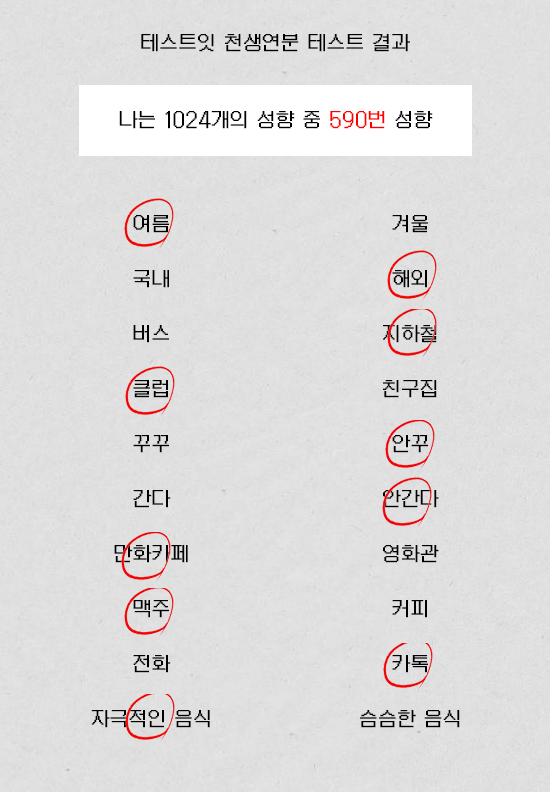 테스트잇 천생연분 테스트 결과
나는 1024개의 성향 중 590번 성향
여름 겨울
국내 해외
버스 지하철
클럽 친구집
꾸꾸 안꾸
간다 안간다
만화카페 영화관
맥주 커피
전화 카톡
자극적인 음식 슴슴한 음식